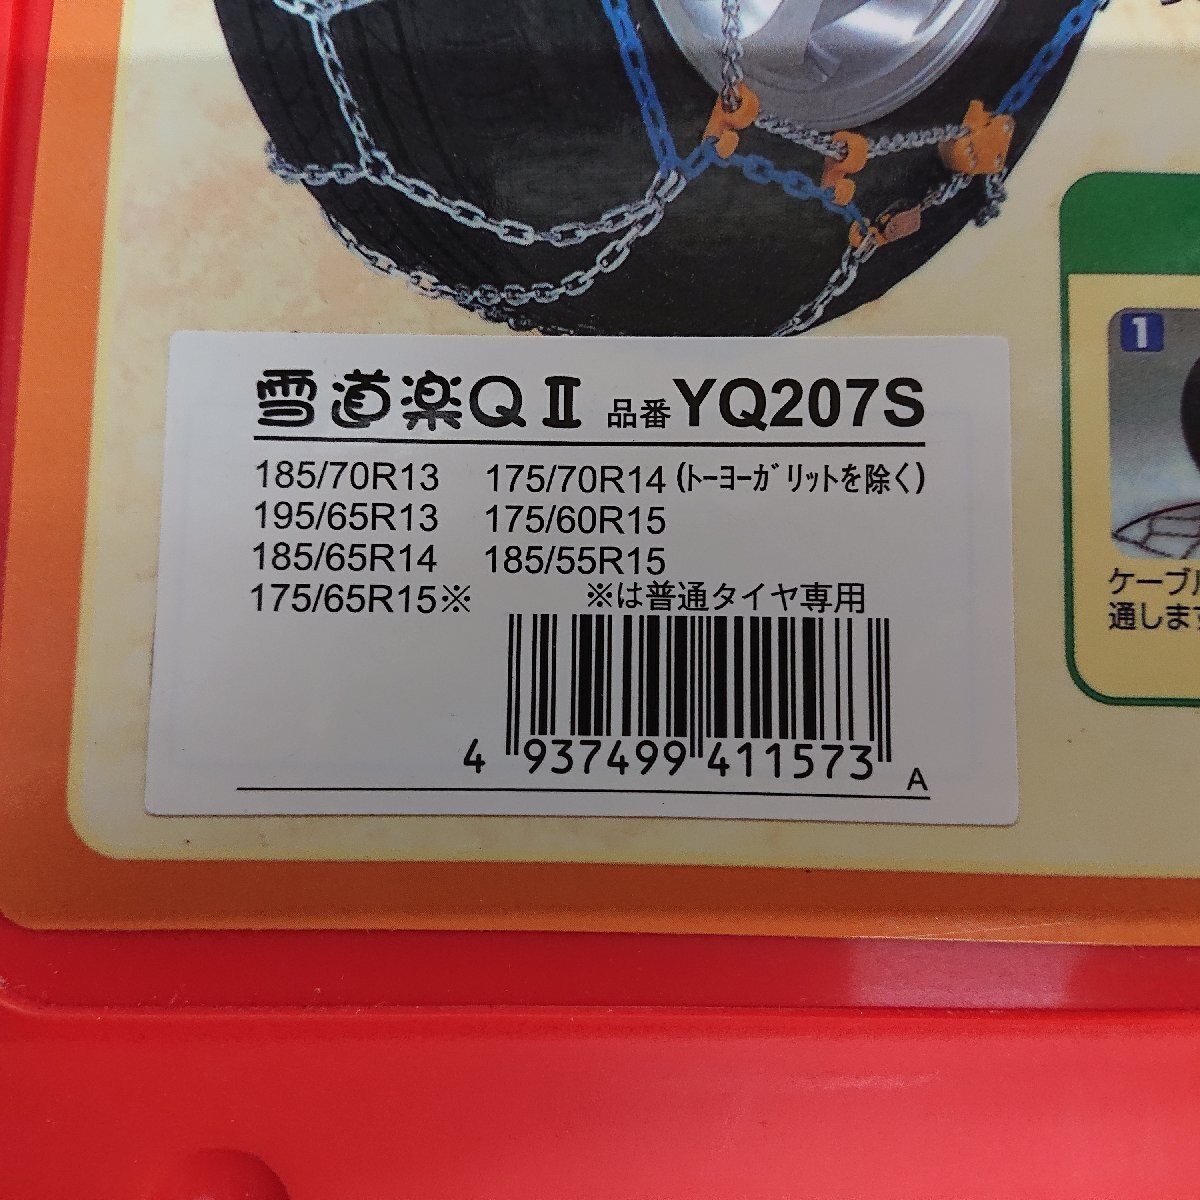 雪道楽QⅡ 品番YQ207S
185/70R13 175/70R14(ﾄｰﾖｰｶﾞﾘｯﾄを除く)
195/65R13 175/60R15
185/65R14 185/55R15
175/65R15※ ※は普通タイヤ専用
4 937499 411573 A
1
ケーブル
通します